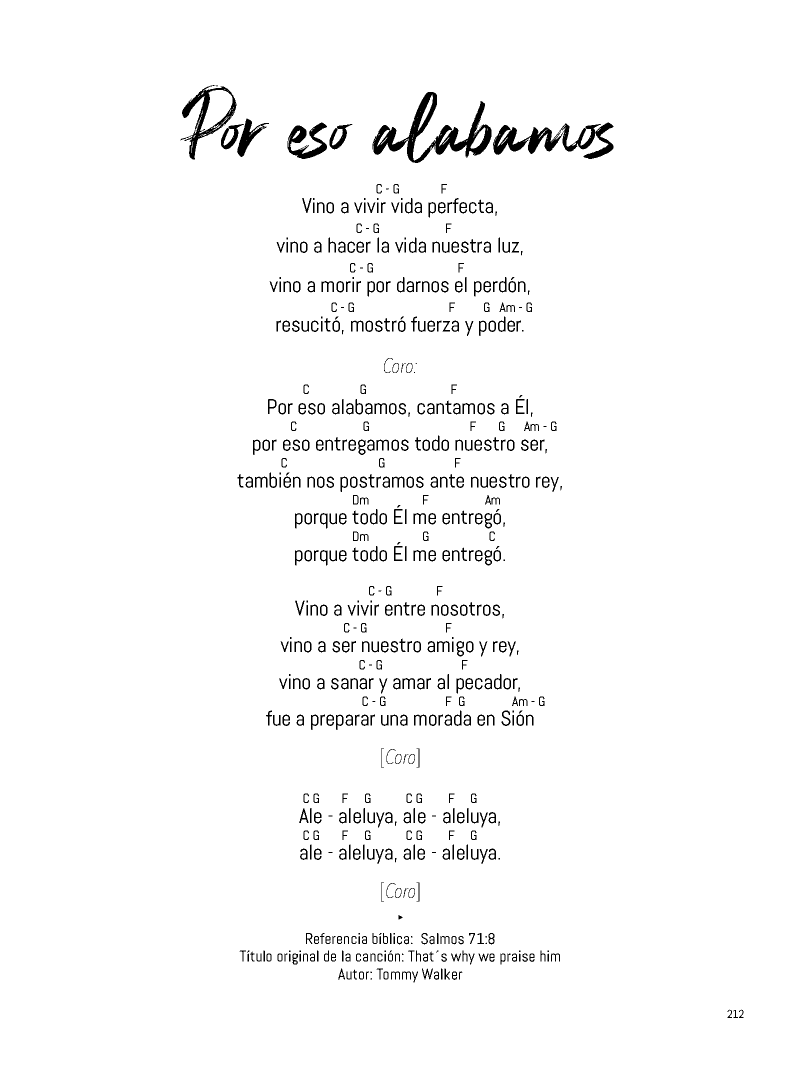 Por eso alabamos
C - G F
Vino a vivir vida perfecta,
C - G F
vino a hacer la vida nuestra luz,
C - G F
vino a morir por darnos el perdón,
C - G F G Am - G
resucitó, mostró fuerza y poder.
Coro:
C G F
Por eso alabamos, cantamos a Él,
C G F G Am - G
por eso entregamos todo nuestro ser,
C G F
también nos postramos ante nuestro rey,
Dm F Am
porque todo Él me entregó,
Dm G C
porque todo Él me entregó.
C - G F
Vino a vivir entre nosotros,
C - G F
vino a ser nuestro amigo y rey,
C - G F
vino a sanar y amar al pecador,
C - G F G Am - G
fue a preparar una morada en Sión
[Coro]
C G F G C G F G
Ale - aleluya, ale - aleluya,
C G F G C G F G
ale - aleluya, ale - aleluya.
[Coro]
Referencia bíblica: Salmos 71:8
Título original de la canción: That´s why we praise him
Autor: Tommy Walker
212